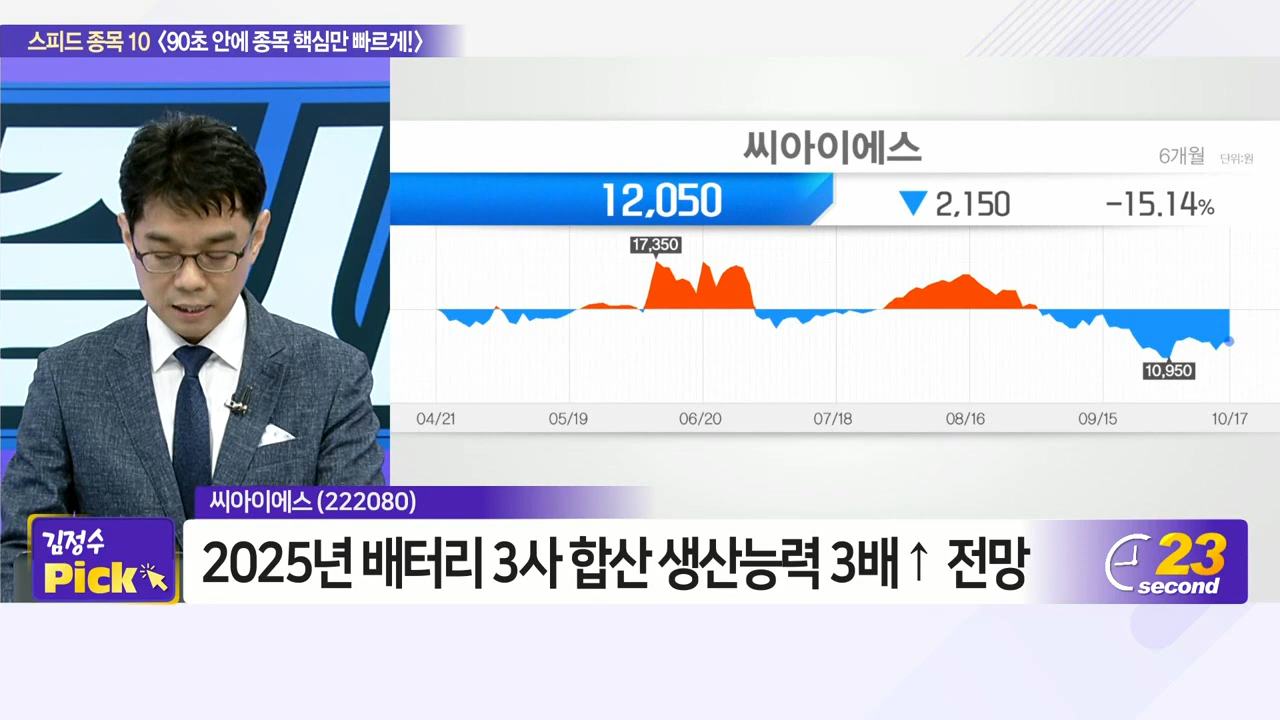 스피드 종목 10 〈90초 안에 종목 핵심만 빠르게!〉
씨아이에스
6개월 단위:원
12,050 ▼ 2,150 -15.14%
17,350
10,950
04/21 05/19 06/20 07/18 08/16 09/15 10/17
씨아이에스 (222080)
김정수
Pick
2025년 배터리 3사 합산 생산능력 3배↑ 전망
23
second